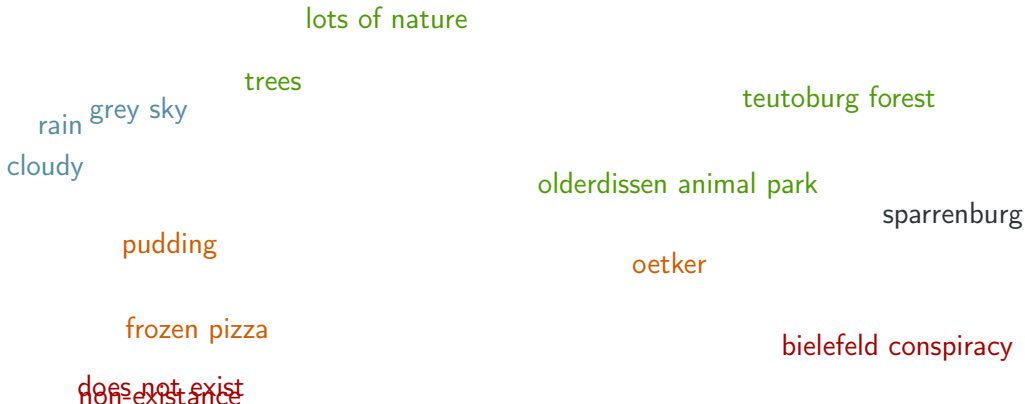 lots of nature
trees
teutoburg forest
grey sky
rain
cloudy
olderdissen animal park
sparrenburg
pudding
oetker
frozen pizza
bielefeld conspiracy
does not exist
non-existance